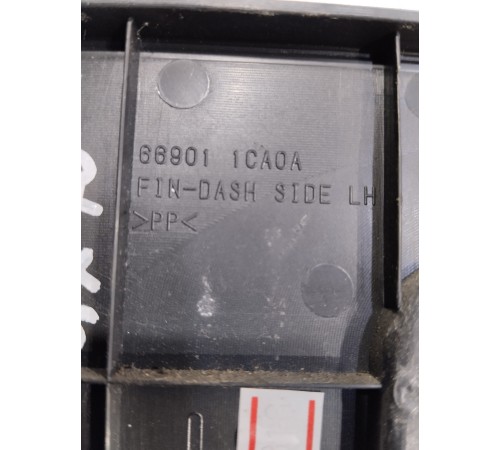 66901 1CA0A
FIN-DASH SIDE LH
>PP<